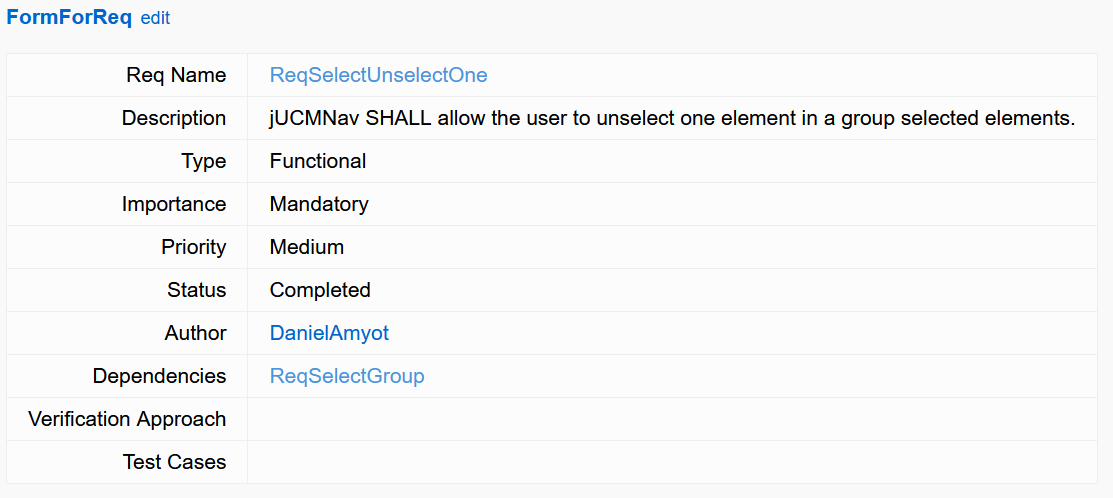 FormForReq edit
Req Name ReqSelectUnselectOne
Description jUCMNav SHALL allow the user to unselect one element in a group selected elements.
Type Functional
Importance Mandatory
Priority Medium
Status Completed
Author DanielAmyot
Dependencies ReqSelectGroup
Verification Approach
Test Cases